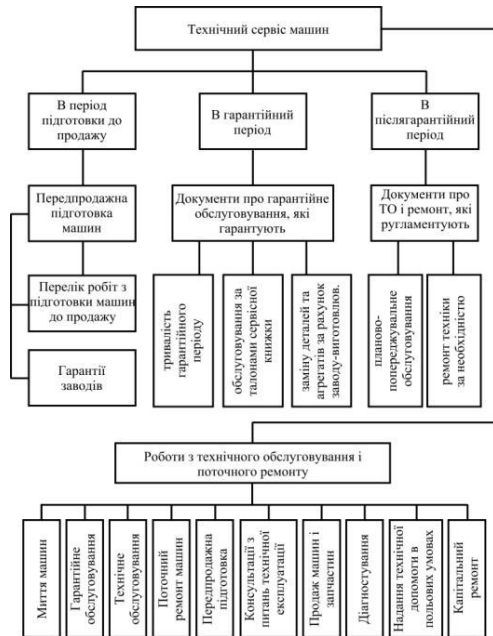 Технічний сервіс машин
В період
підготовки до
продажу
В гарантійний
період
В
післягарантійний
період
Передпродажна
підготовка
машин
Документи про гарантійне
обслуговування, які
гарантують
Документи про
ТО і ремонт, які
ругламентують
Перелік робіт з
підготовки машин
до продажу
Гарантії
заводів
тривалість
гарантійного
періоду
обслуговування за
талонами сервісної
книжки
заміну деталей та
агрегатів за рахунок
заводу-виготовлюв.
планово-
попереджувальне
обслуговування
ремонт техніки
за необхідністю
Роботи з технічного обслуговування і
поточного ремонту
Миття машин
Гарантійне
обслуговування
Технічне
обслуговування
Поточний
ремонт машин
Передпродажна
підготовка
Консультації з
питань технічної
експлуатації
Продаж машин і
запчастин
Діагностування
Надання технічної
допомоги в
польових умовах
Капітальний
ремонт